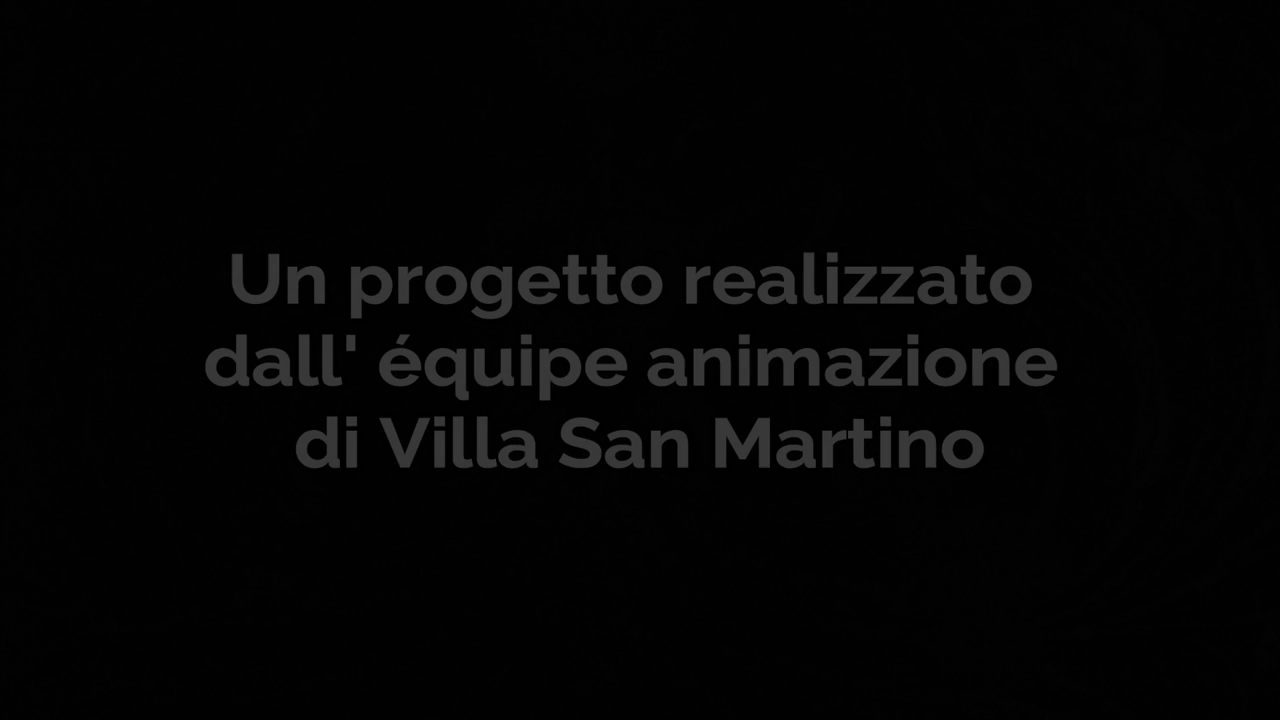 Un progetto realizzato
dall' équipe animazione
di Villa San Martino